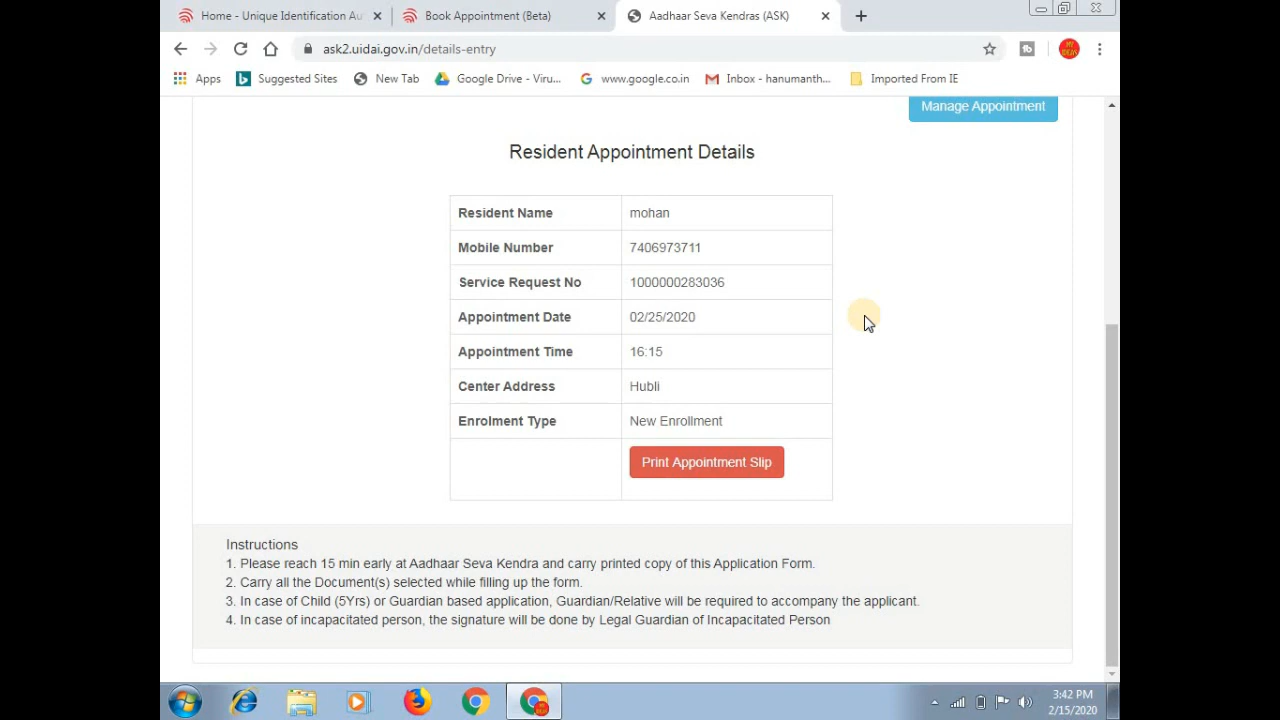 Home - Unique Identification Au
Book Appointment (Beta)
Aadhaar Seva Kendras (ASK)
ask2.uidai.gov.in/details-entry
Apps
Suggested Sites
New Tab
Google Drive - Viru...
www.google.co.in
Inbox - hanumanth...
Imported From IE
Manage Appointment
Resident Appointment Details
Resident Name mohan
Mobile Number 7406973711
Service Request No 1000000283036
Appointment Date 02/25/2020
Appointment Time 16:15
Center Address Hubli
Enrolment Type New Enrollment
Print Appointment Slip
Instructions
1. Please reach 15 min early at Aadhaar Seva Kendra and carry printed copy of this Application Form.
2. Carry all the Document(s) selected while filling up the form.
3. In case of Child (5Yrs) or Guardian based application, Guardian/Relative will be required to accompany the applicant.
4. In case of incapacitated person, the signature will be done by Legal Guardian of Incapacitated Person
3:42 PM
2/15/2020